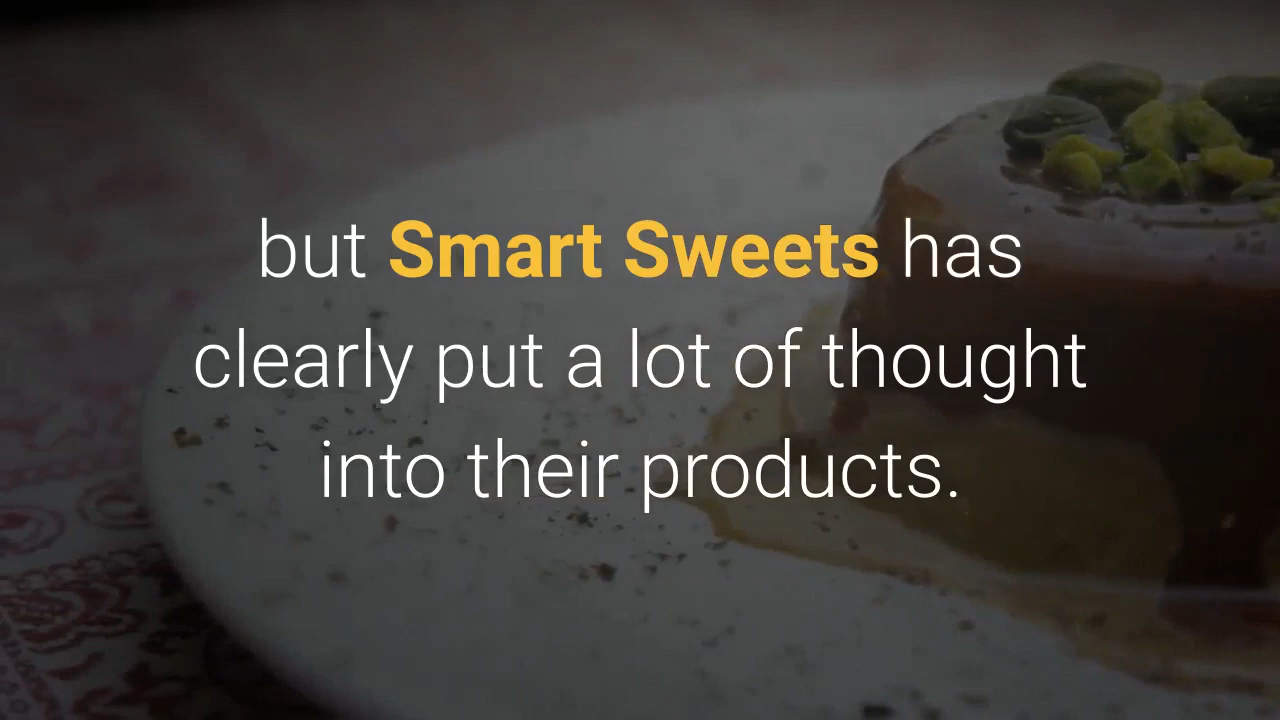 but Smart Sweets has
clearly put a lot of thought
into their products.